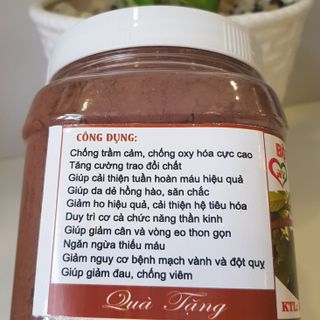 CÔNG DỤNG:
Chống trầm cảm, chống oxy hóa cực cao
Tăng cường trao đổi chất
Giúp cải thiện tuần hoàn máu hiệu quả
Giúp da dẻ hồng hào, săn chắc
Giảm ho hiệu quả, cải thiện hệ tiêu hóa
Duy trì cơ cà chức năng thần kinh
Giúp giảm cân và vòng eo thon gọn
Ngăn ngừa thiếu máu
Giảm nguy cơ bệnh mạch vành và đột quỵ
Giúp giảm đau, chống viêm
Quà Tặng